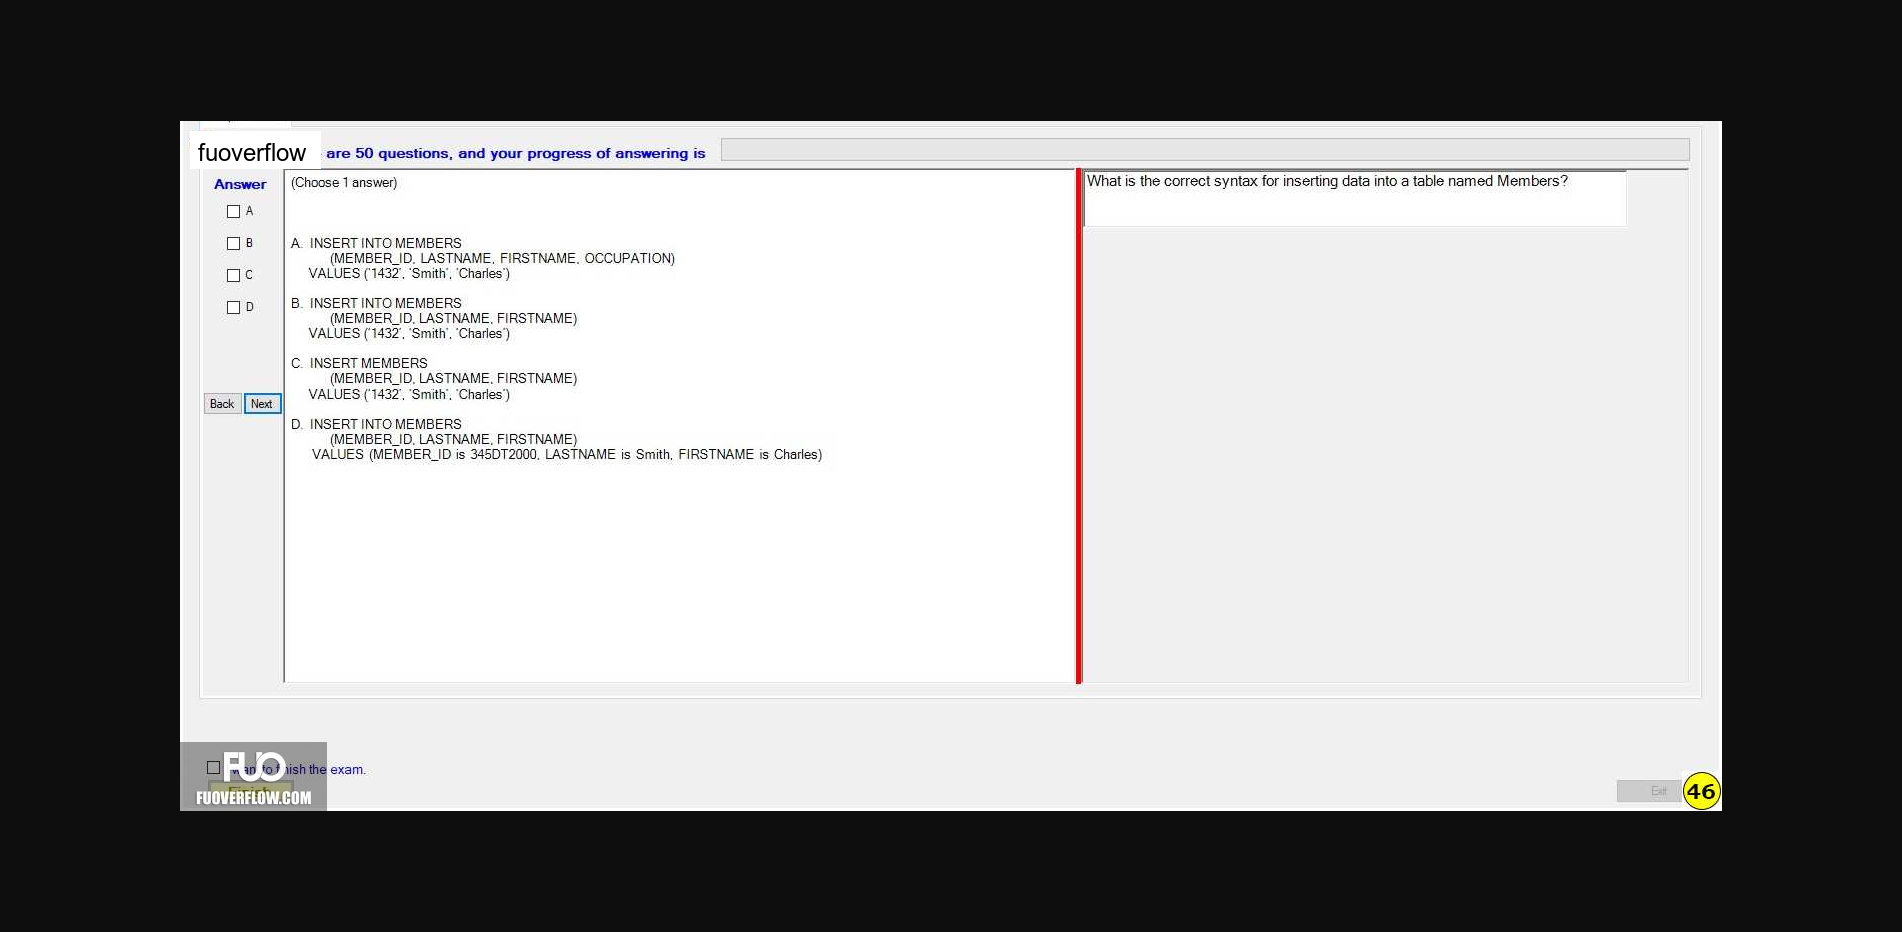 fuoverflow are 50 questions, and your progress of answering is
Answer
(Choose 1 answer)
What is the correct syntax for inserting data into a table named Members?
A
B
C
D
A. INSERT INTO MEMBERS
(MEMBER_ID, LASTNAME, FIRSTNAME, OCCUPATION)
VALUES ('1432', 'Smith', 'Charles')
B. INSERT INTO MEMBERS
(MEMBER_ID, LASTNAME, FIRSTNAME)
VALUES ('1432', 'Smith', 'Charles')
C. INSERT MEMBERS
(MEMBER_ID, LASTNAME, FIRSTNAME)
VALUES ('1432', 'Smith', 'Charles')
D. INSERT INTO MEMBERS
(MEMBER_ID, LASTNAME, FIRSTNAME)
VALUES (MEMBER_ID is 345DT2000, LASTNAME is Smith, FIRSTNAME is Charles)
Back Next
FUO
the exam.
FUOVERFLOW.COM
Exit
46